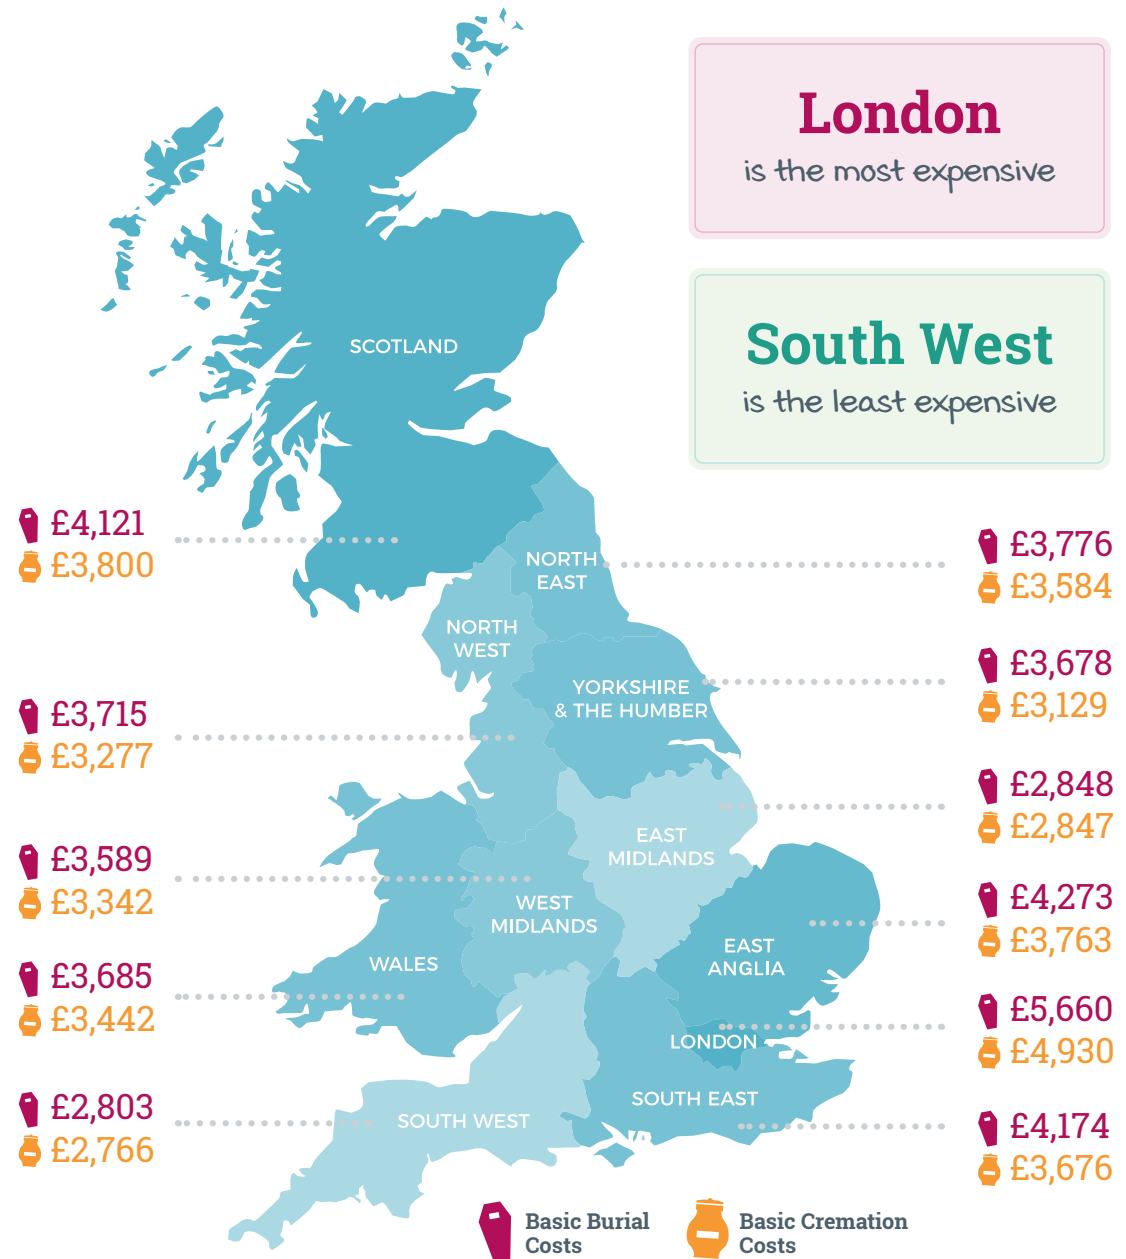 London
is the most expensive
South West
is the least expensive
SCOTLAND
£4,121
£3,800
NORTH
EAST
£3,776
£3,584
NORTH
WEST
£3,678
£3,129
YORKSHIRE
& THE HUMBER
£3,715
£3,277
£2,848
£2,847
EAST
MIDLANDS
£3,589
£3,342
WEST
MIDLANDS
£4,273
£3,763
EAST
ANGLIA
WALES
£3,685
£3,442
£5,660
£4,930
LONDON
SOUTH EAST
£2,803
£2,766
SOUTH WEST
£4,174
£3,676
Basic Burial
Costs
Basic Cremation
Costs